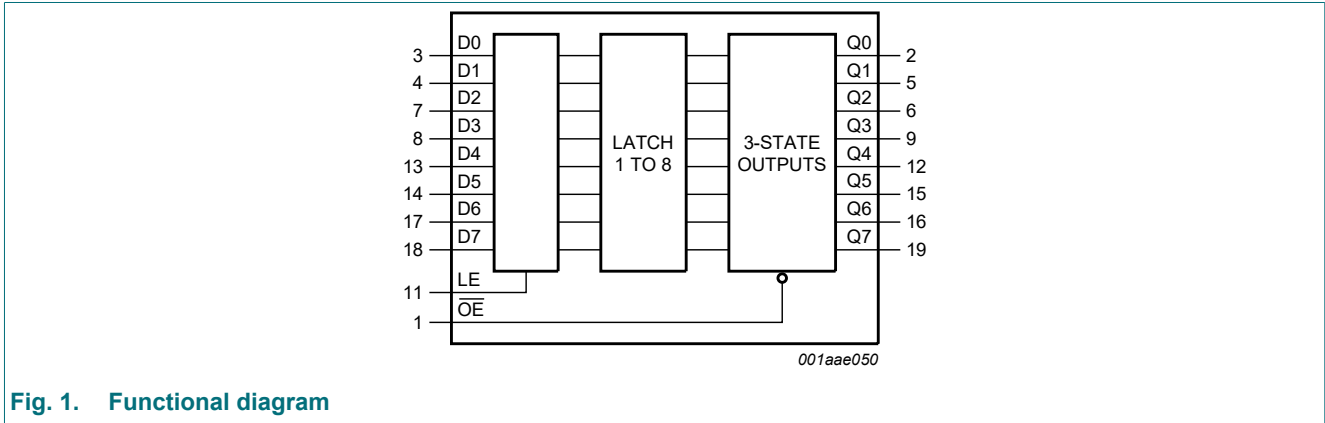 D0 Q0
3 2
D1 Q1
4 5
D2 Q2
7 6
D3 Q3
8 9
LATCH 3-STATE
D4 Q4
1 TO 8 OUTPUTS
13 12
D5 Q5
14 15
D6 Q6
17 16
D7 Q7
18 19
LE
11
OE
1
001aae050
Fig. 1. Functional diagram